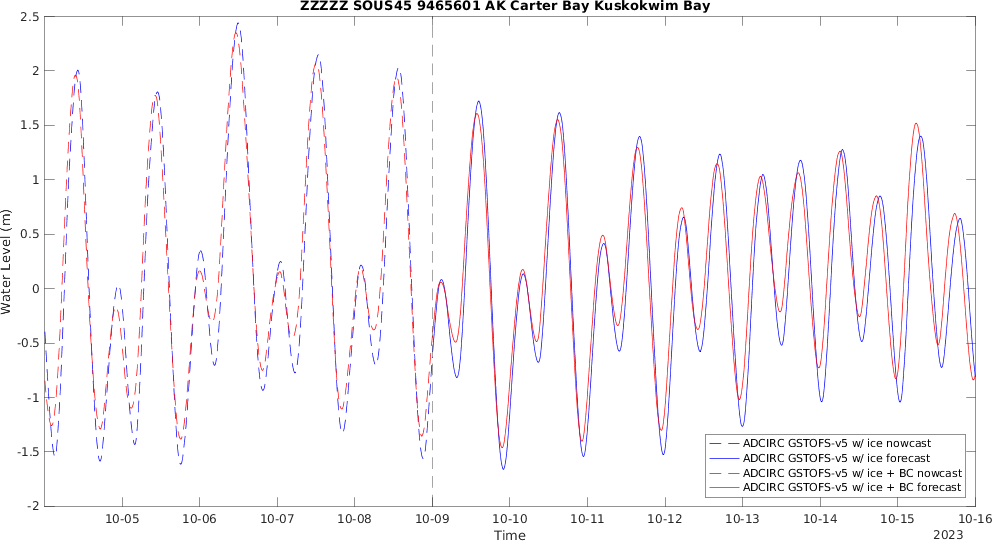 ZZZZZ SOUS45 9465601 AK Carter Bay Kuskokwim Bay
2.5
2
1.5
1
0.5
0
-0.5
-1
-1.5
-2
Water Level (m)
10-05 10-06 10-07 10-08 10-09 10-10 10-11 10-12 10-13 10-14 10-15 10-16
Time
2023
ADCIRC GSTOFS-v5 w/ ice nowcast
ADCIRC GSTOFS-v5 w/ ice forecast
ADCIRC GSTOFS-v5 w/ ice + BC nowcast
ADCIRC GSTOFS-v5 w/ ice + BC forecast